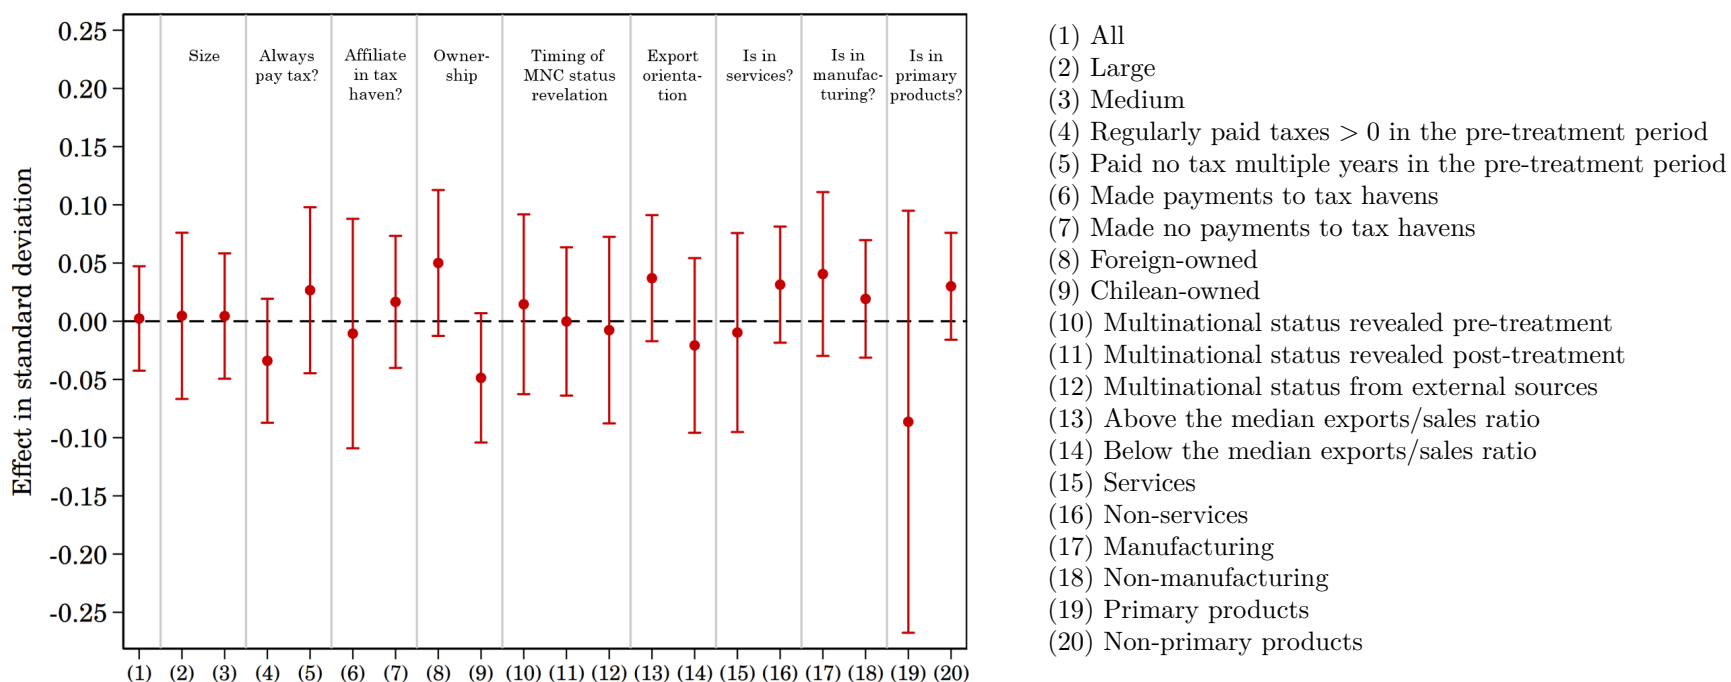 Effect in standard deviation
0.25
0.20
0.15
0.10
0.05
0.00
-0.05
-0.10
-0.15
-0.20
-0.25
Size
Always
pay tax?
Affiliate
in tax
haven?
Owner-
ship
Timing of
MNC status
revelation
Export
orienta-
tion
Is in
services?
Is in
manufac-
turing?
Is in
primary
products?
(1) (2) (3) (4) (5) (6) (7) (8) (9) (10) (11) (12) (13) (14) (15) (16) (17) (18) (19) (20)
(1) All
(2) Large
(3) Medium
(4) Regularly paid taxes > 0 in the pre-treatment period
(5) Paid no tax multiple years in the pre-treatment period
(6) Made payments to tax havens
(7) Made no payments to tax havens
(8) Foreign-owned
(9) Chilean-owned
(10) Multinational status revealed pre-treatment
(11) Multinational status revealed post-treatment
(12) Multinational status from external sources
(13) Above the median exports/sales ratio
(14) Below the median exports/sales ratio
(15) Services
(16) Non-services
(17) Manufacturing
(18) Non-manufacturing
(19) Primary products
(20) Non-primary products